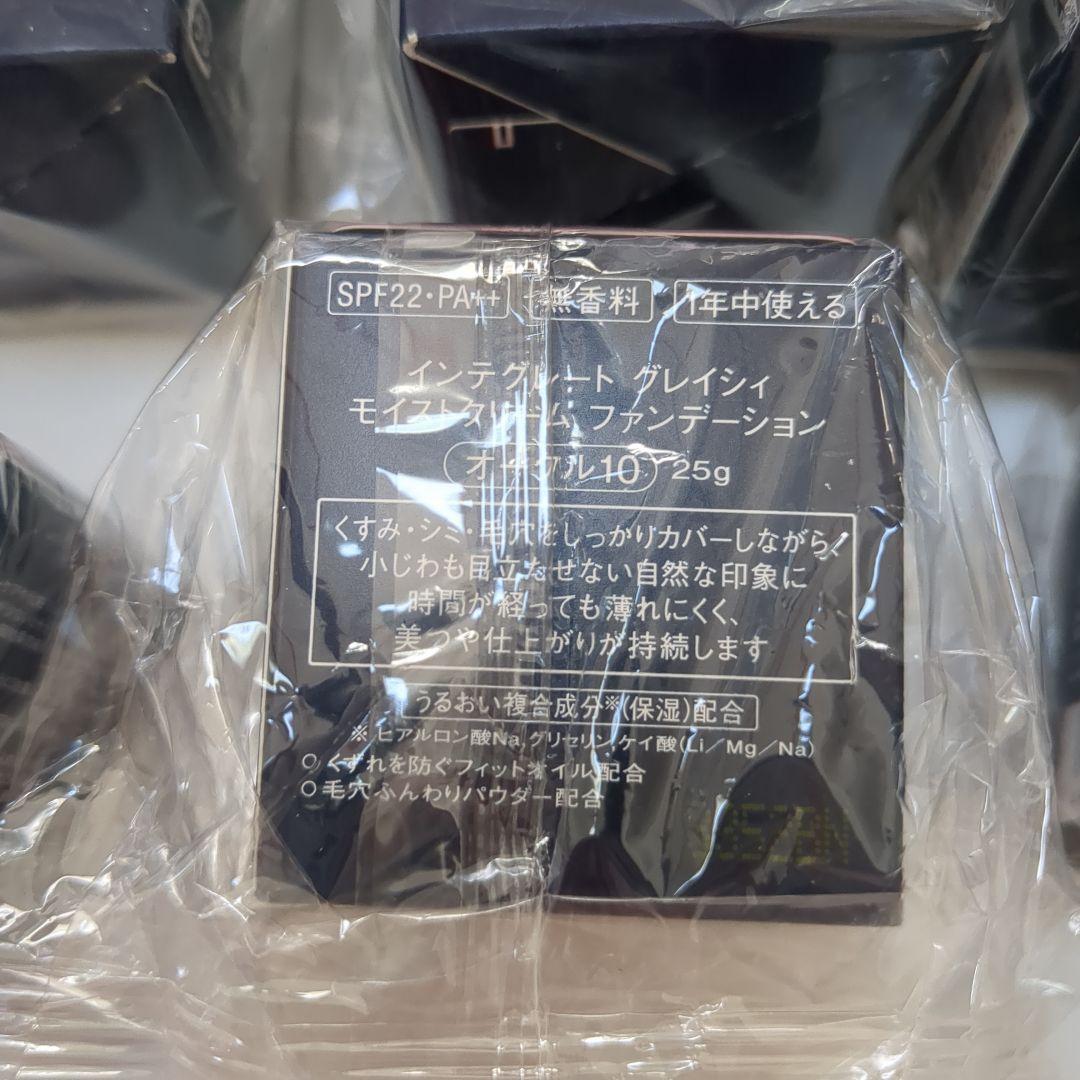 SPF22・PA++ 無香料 1年中使える
インテグレート グレイシィ
モイストクリーム ファンデーション
オークル10 25g
くすみ・シミ・毛穴をしっかりカバーしながら、
小じわも目立たせない自然な印象に
時間が経っても薄れにくく、
美つや仕上がりが持続します
うるおい複合成分※(保湿)配合
※ ヒアルロン酸Na、グリセリン、ケイ酸(Li／Mg／Na)
○くずれを防ぐフィットオイル配合
○毛穴ふんわりパウダー配合